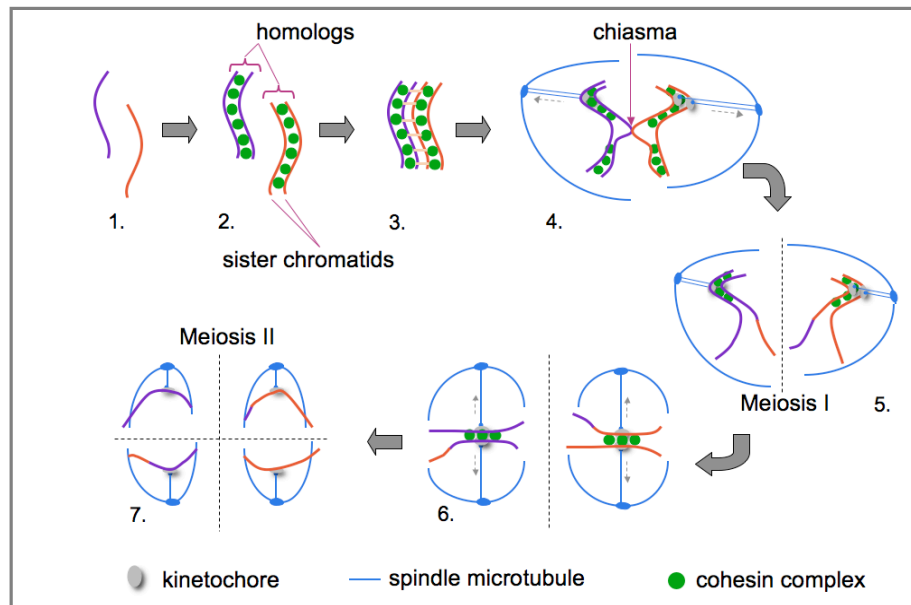 homologs
chiasma
1.
2.
3.
4.
sister chromatids
Meiosis II
Meiosis I
5.
7.
6.
kinetochore
spindle microtubule
cohesin complex